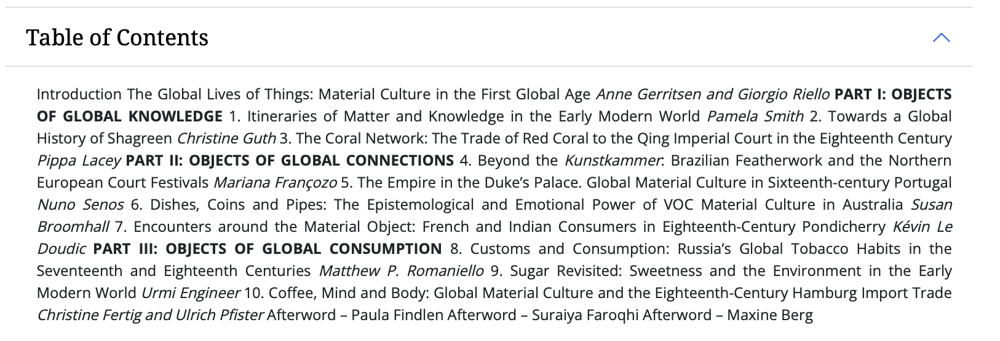 Table of Contents
Introduction The Global Lives of Things: Material Culture in the First Global Age Anne Gerritsen and Giorgio Riello PART I: OBJECTS
OF GLOBAL KNOWLEDGE 1. Itineraries of Matter and Knowledge in the Early Modern World Pamela Smith 2. Towards a Global
History of Shagreen Christine Guth 3. The Coral Network: The Trade of Red Coral to the Qing Imperial Court in the Eighteenth Century
Pippa Lacey PART II: OBJECTS OF GLOBAL CONNECTIONS 4. Beyond the Kunstkammer: Brazilian Featherwork and the Northern
European Court Festivals Mariana Françozo 5. The Empire in the Duke’s Palace. Global Material Culture in Sixteenth-century Portugal
Nuno Senos 6. Dishes, Coins and Pipes: The Epistemological and Emotional Power of VOC Material Culture in Australia Susan
Broomhall 7. Encounters around the Material Object: French and Indian Consumers in Eighteenth-Century Pondicherry Kévin Le
Doudic PART III: OBJECTS OF GLOBAL CONSUMPTION 8. Customs and Consumption: Russia’s Global Tobacco Habits in the
Seventeenth and Eighteenth Centuries Matthew P. Romaniello 9. Sugar Revisited: Sweetness and the Environment in the Early
Modern World Urmi Engineer 10. Coffee, Mind and Body: Global Material Culture and the Eighteenth-Century Hamburg Import Trade
Christine Fertig and Ulrich Pfister Afterword – Paula Findlen Afterword – Suraiya Faroqhi Afterword – Maxine Berg